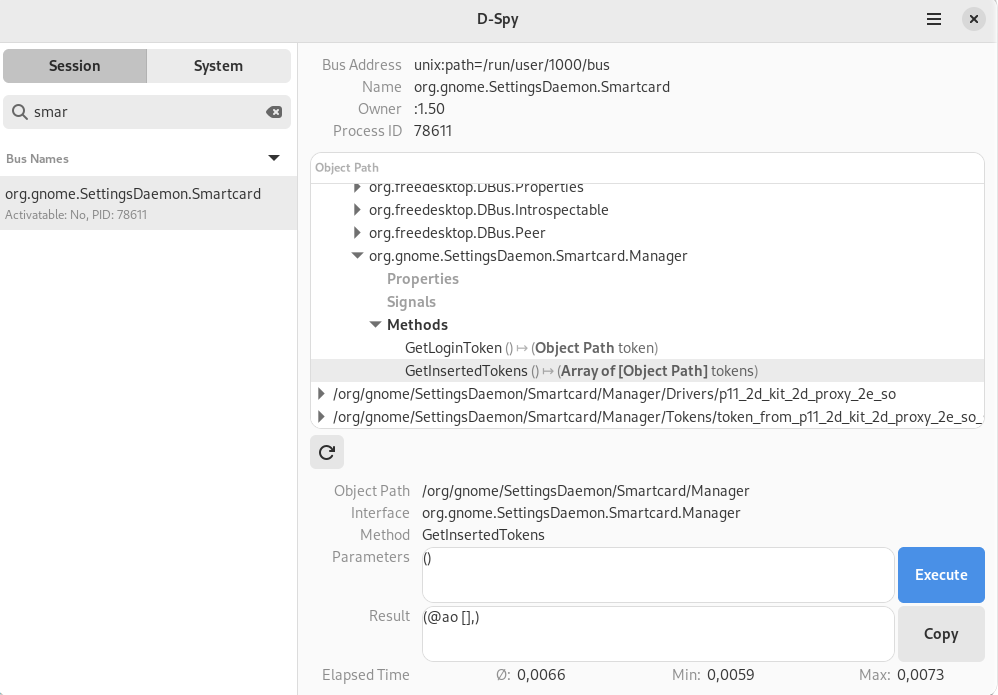 D-Spy
Session
System
smar
Bus Names
org.gnome.SettingsDaemon.Smartcard
Activatable: No, PID: 78611
Bus Address unix:path=/run/user/1000/bus
Name org.gnome.SettingsDaemon.Smartcard
Owner :1.50
Process ID 78611
Object Path
org.freedesktop.DBus.Properties
org.freedesktop.DBus.Introspectable
org.freedesktop.DBus.Peer
org.gnome.SettingsDaemon.Smartcard.Manager
Properties
Signals
Methods
GetLoginToken () ↦ (Object Path token)
GetInsertedTokens () ↦ (Array of [Object Path] tokens)
/org/gnome/SettingsDaemon/Smartcard/Manager/Drivers/p11_2d_kit_2d_proxy_2e_so
/org/gnome/SettingsDaemon/Smartcard/Manager/Tokens/token_from_p11_2d_kit_2d_proxy_2e_so_
Object Path /org/gnome/SettingsDaemon/Smartcard/Manager
Interface org.gnome.SettingsDaemon.Smartcard.Manager
Method GetInsertedTokens
Parameters ()
Execute
Result (@ao [],)
Copy
Elapsed Time Ø: 0,0066 Min: 0,0059 Max: 0,0073